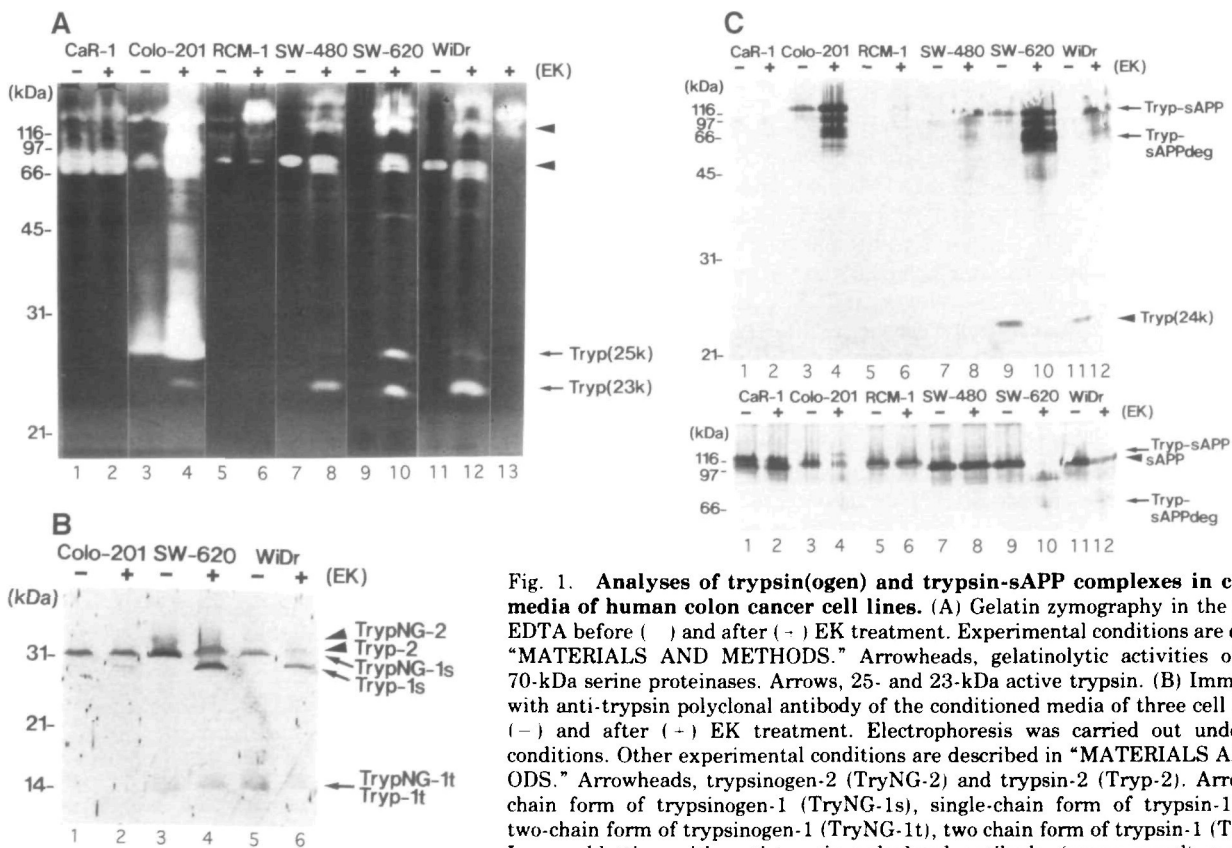 A
CaR-1 Colo-201 RCM-1 SW-480 SW-620 WiDr
− + − + − + − + − + − + + (EK)
(kDa)
116-
97-
66-
45-
31-
21-
Tryp(25k)
Tryp(23k)
1 2 3 4 5 6 7 8 9 10 11 12 13
B
Colo-201 SW-620 WiDr
− + − + − + (EK)
(kDa)
31-
21-
14-
TrypNG-2
Tryp-2
TrypNG-1s
Tryp-1s
TrypNG-1t
Tryp-1t
1 2 3 4 5 6
C
CaR-1 Colo-201 RCM-1 SW-480 SW-620 WiDr
− + − + − + − + − + − + (EK)
(kDa)
116-
97-
66-
45-
31-
21-
Tryp-sAPP
Tryp-
sAPPdeg
Tryp(24k)
1 2 3 4 5 6 7 8 9 10 11 12
CaR-1 Colo-201 RCM-1 SW-480 SW-620 WiDr
− + − + − + − + − + − + (EK)
(kDa)
116-
97-
66-
Tryp-sAPP
sAPP
Tryp-
sAPPdeg
1 2 3 4 5 6 7 8 9 10 11 12
Fig. 1. Analyses of trypsin(ogen) and trypsin-sAPP complexes in c
media of human colon cancer cell lines. (A) Gelatin zymography in the
EDTA before ( ) and after (+) EK treatment. Experimental conditions are
"MATERIALS AND METHODS." Arrowheads, gelatinolytic activities o
70-kDa serine proteinases. Arrows, 25- and 23-kDa active trypsin. (B) Imm
with anti-trypsin polyclonal antibody of the conditioned media of three cell
(−) and after (+) EK treatment. Electrophoresis was carried out und
conditions. Other experimental conditions are described in "MATERIALS A
ODS." Arrowheads, trypsinogen-2 (TryNG-2) and trypsin-2 (Tryp-2). Arr
chain form of trypsinogen-1 (TryNG-1s), single-chain form of trypsin-1
two-chain form of trypsinogen-1 (TryNG-1t), two chain form of trypsin-1 (T